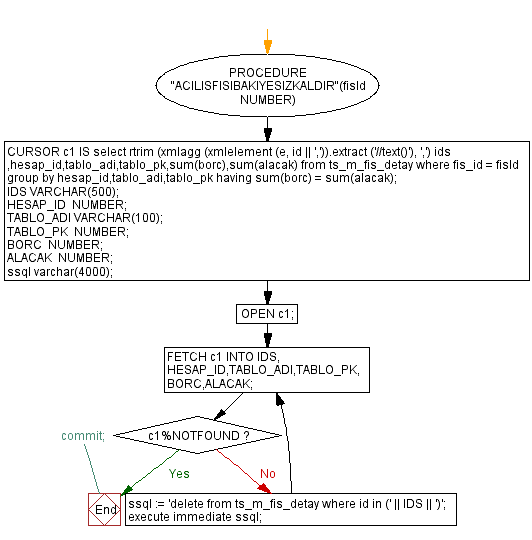 PROCEDURE
"ACILISFISIBAKIYESIZKALDIR"(fisId
NUMBER)
CURSOR c1 IS select rtrim (xmlagg (xmlelement (e, id || ',')).extract ('//text()'), ',') ids
,hesap_id,tablo_adi,tablo_pk,sum(borc),sum(alacak) from ts_m_fis_detay where fis_id = fisId
group by hesap_id,tablo_adi,tablo_pk having sum(borc) = sum(alacak);
IDS VARCHAR(500);
HESAP_ID  NUMBER;
TABLO_ADI VARCHAR(100);
TABLO_PK  NUMBER;
BORC  NUMBER;
ALACAK  NUMBER;
ssql varchar(4000);
OPEN c1;
FETCH c1 INTO IDS,
HESAP_ID,TABLO_ADI,TABLO_PK,
BORC,ALACAK;
commit;
c1%NOTFOUND ?
Yes
No
End
ssql := 'delete from ts_m_fis_detay where id in (' || IDS || ')';
execute immediate ssql;